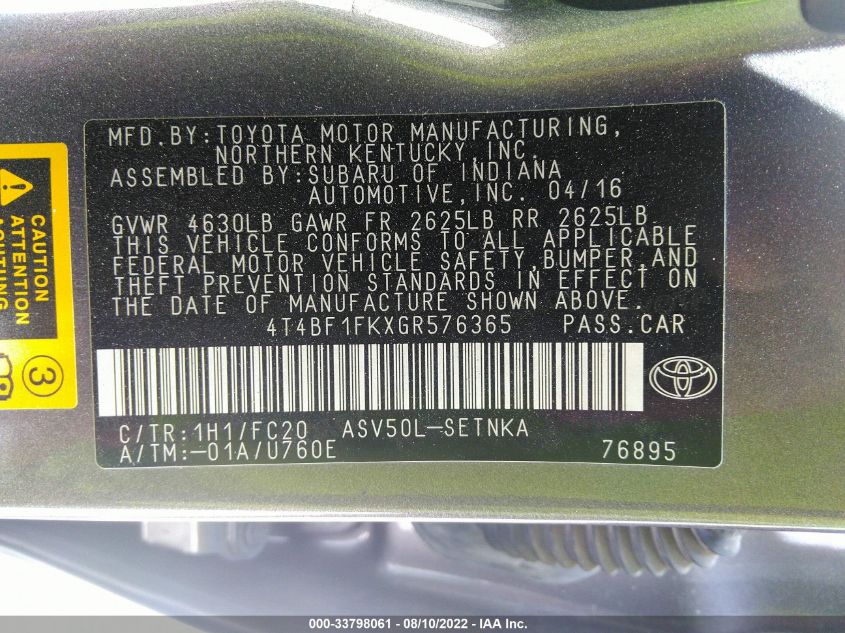 MFD.BY:TOYOTA MOTOR MANUFACTURING,
NORTHERN KENTUCKY,INC.
ASSEMBLED BY:SUBARU OF INDIANA
AUTOMOTIVE,INC. 04/16
GVWR 4630LB GAWR FR 2625LB RR 2625LB
THIS VEHICLE CONFORMS TO ALL APPLICABLE
FEDERAL MOTOR VEHICLE SAFETY,BUMPER,AND
THEFT PREVENTION STANDARDS IN EFFECT ON
THE DATE OF MANUFACTURE SHOWN ABOVE.
4T4BF1FKXGR576365 PASS.CAR
C/TR:1H1/FC20 ASV50L-SETNKA
A/TM:-01A/U760E 76895
CAUTION
ATTENTION
3
000-33798061 - 08/10/2022 - IAA Inc.